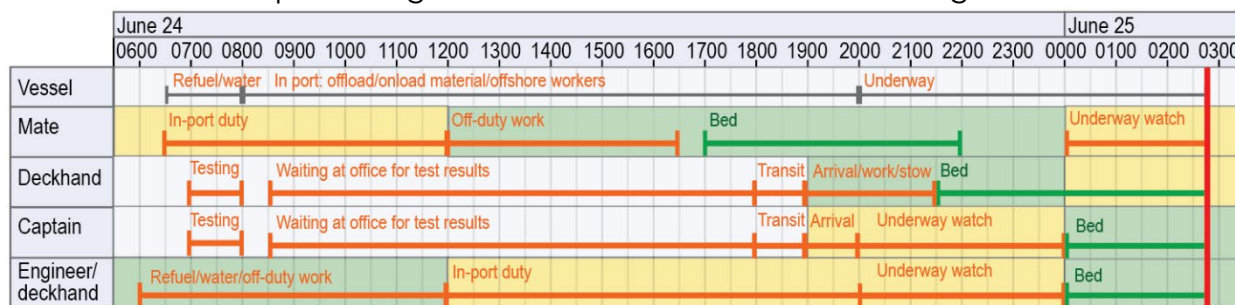 June 24 June 25
0600 0700 0800 0900 1000 1100 1200 1300 1400 1500 1600 1700 1800 1900 2000 2100 2200 2300 0000 0100 0200 0300
Vessel Refuel/water In port: offload/onload material/offshore workers Underway
Mate In-port duty Off-duty work Bed Underway watch
Deckhand Testing Waiting at office for test results Transit Arrival/work/stow Bed
Captain Testing Waiting at office for test results Transit Arrival Underway watch Bed
Engineer/
deckhand Refuel/water/off-duty work In-port duty Underway watch Bed